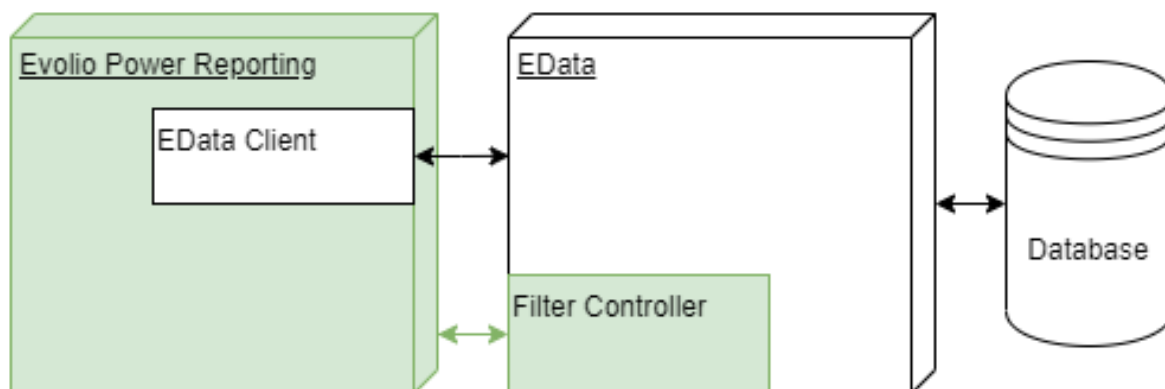 Evolio Power Reporting
EData
EData Client
Database
Filter Controller